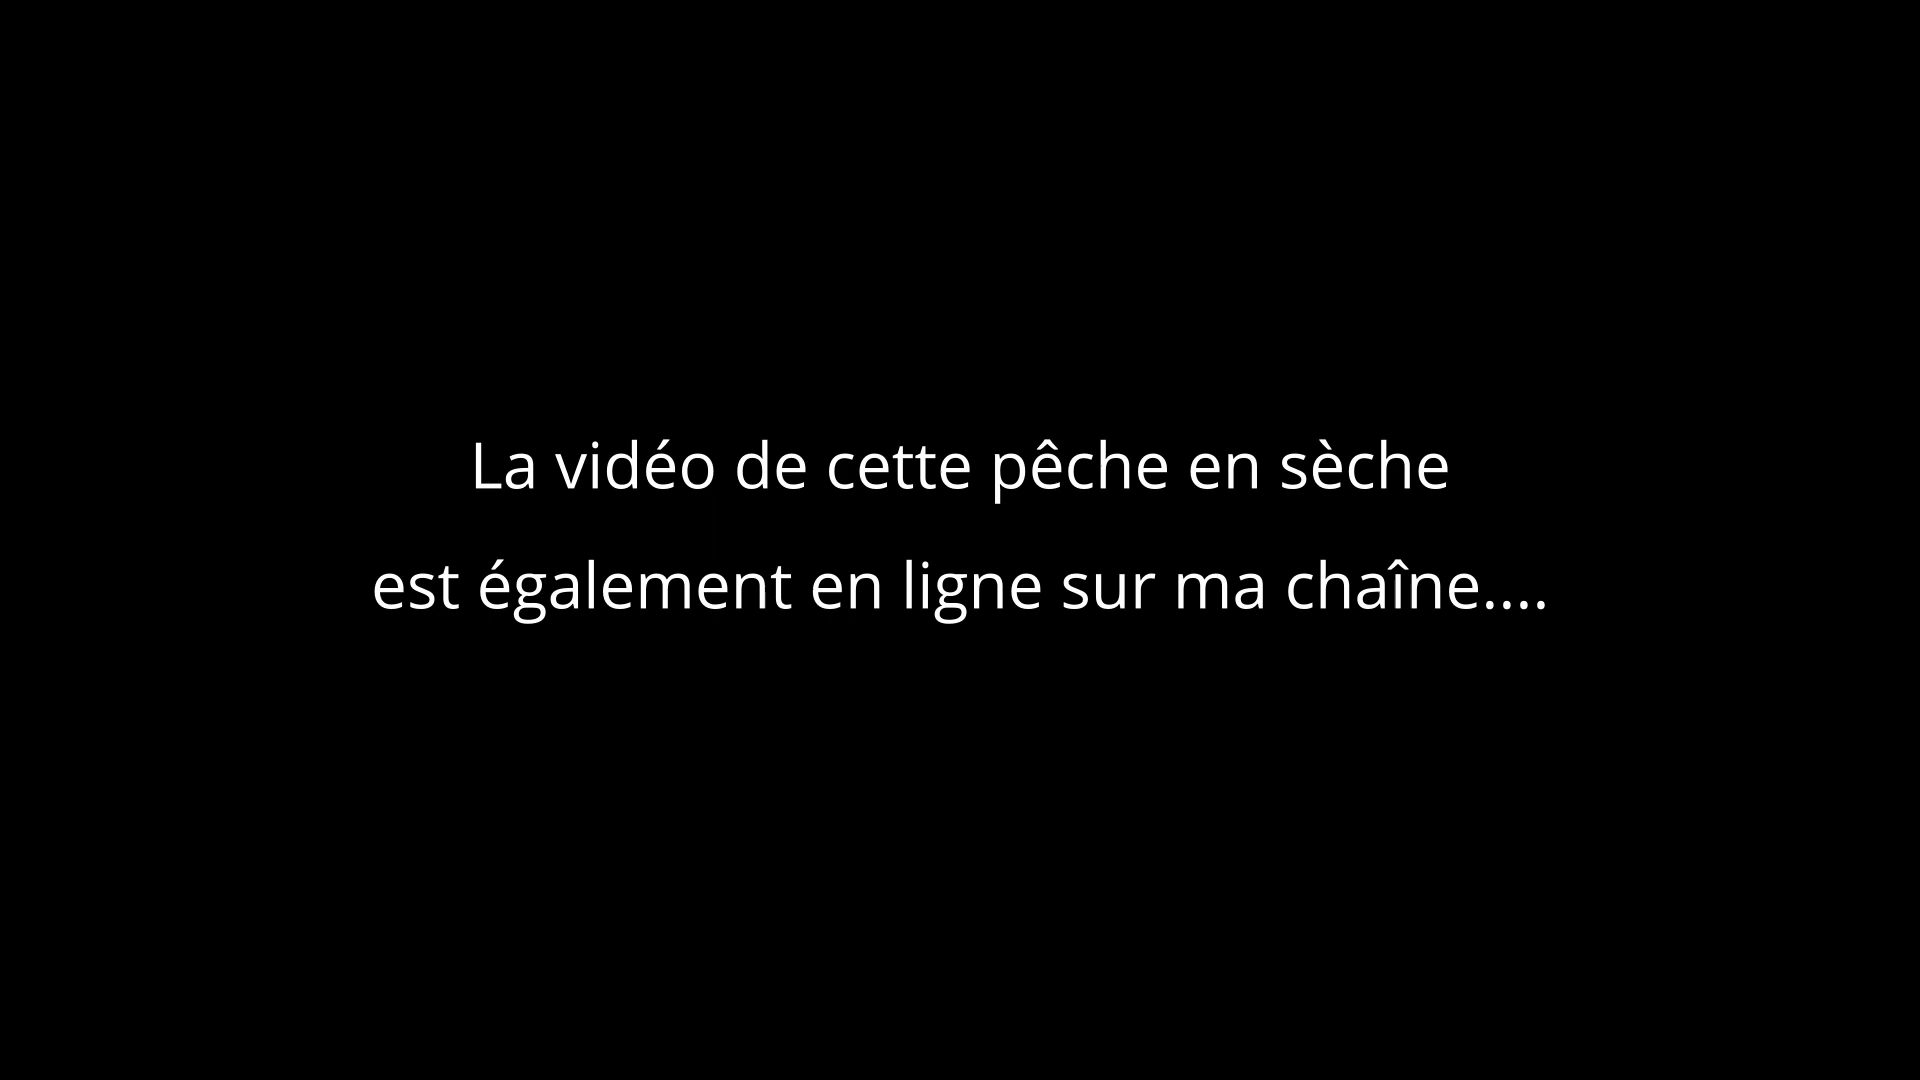 La vidéo de cette pêche en sèche
est également en ligne sur ma chaîne....